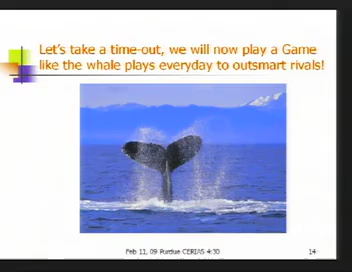 Let's take a time-out, we will now play a Game
like the whale plays everyday to outsmart rivals!
Feb 11, 09 Purdue CERIAS 4:30
14